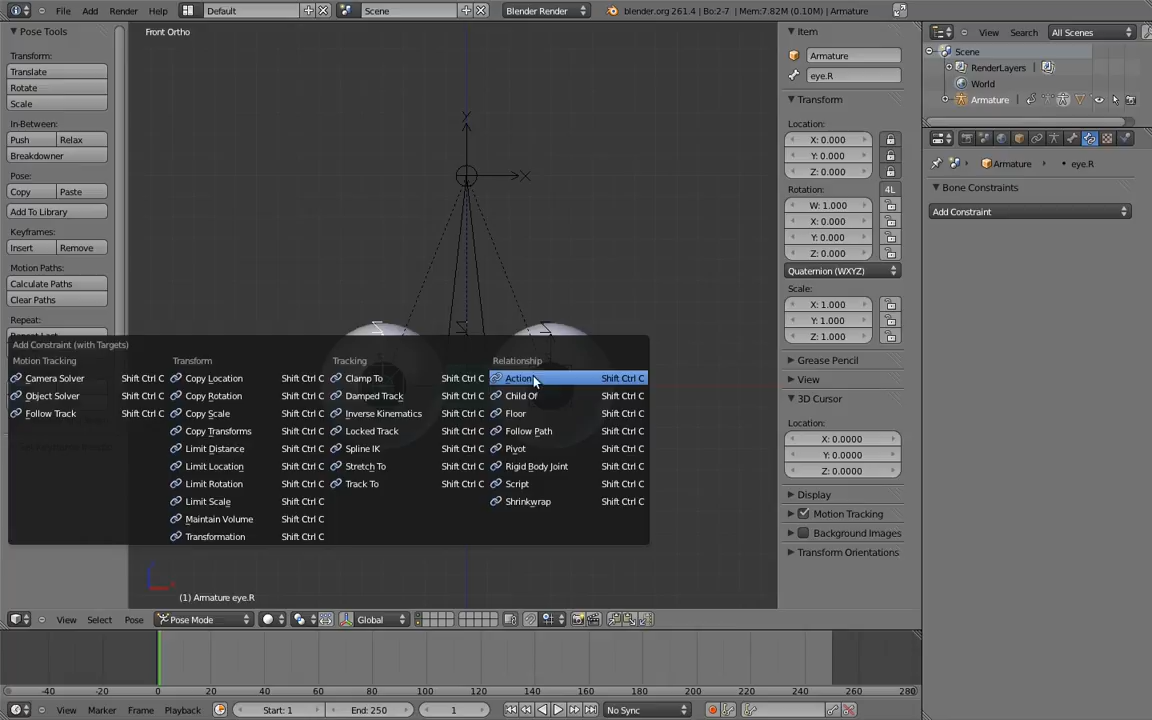 File Add Render Help Default Scene Blender Render blender.org 261.4 | Bo:2-7 | Mem:7.82M (0.10M) | Armature
Pose Tools
Transform:
Translate
Rotate
Scale
In-Between:
Push Relax
Breakdowner
Pose:
Copy Paste
Add To Library
Keyframes:
Insert Remove
Motion Paths:
Calculate Paths
Clear Paths
Repeat:
Front Ortho
Y
X
Z Z Z
Add Constraint (with Targets)
Motion Tracking Transform Tracking Relationship
Camera Solver Shift Ctrl C Copy Location Shift Ctrl C Clamp To Shift Ctrl C Action Shift Ctrl C
Object Solver Shift Ctrl C Copy Rotation Shift Ctrl C Damped Track Shift Ctrl C Child Of Shift Ctrl C
Follow Track Shift Ctrl C Copy Scale Shift Ctrl C Inverse Kinematics Shift Ctrl C Floor Shift Ctrl C
Copy Transforms Shift Ctrl C Locked Track Shift Ctrl C Follow Path Shift Ctrl C
Limit Distance Shift Ctrl C Spline IK Shift Ctrl C Pivot Shift Ctrl C
Limit Location Shift Ctrl C Stretch To Shift Ctrl C Rigid Body Joint Shift Ctrl C
Limit Rotation Shift Ctrl C Track To Shift Ctrl C Script Shift Ctrl C
Limit Scale Shift Ctrl C Shrinkwrap Shift Ctrl C
Maintain Volume Shift Ctrl C
Transformation Shift Ctrl C
(1) Armature eye.R
View Select Pose Pose Mode Global
Item
Armature
eye.R
Transform
Location:
X: 0.000
Y: 0.000
Z: 0.000
Rotation: 4L
W: 1.000
X: 0.000
Y: 0.000
Z: 0.000
Quaternion (WXYZ)
Scale:
X: 1.000
Y: 1.000
Z: 1.000
Grease Pencil
View
3D Cursor
Location:
X: 0.0000
Y: 0.0000
Z: 0.0000
Display
Motion Tracking
Background Images
Transform Orientations
View Search All Scenes
Scene
RenderLayers
World
Armature
Armature eye.R
Bone Constraints
Add Constraint
-40 -20 0 20 40 60 80 100 120 140 160 180 200 220 240 260 280
View Marker Frame Playback Start: 1 End: 250 1 No Sync